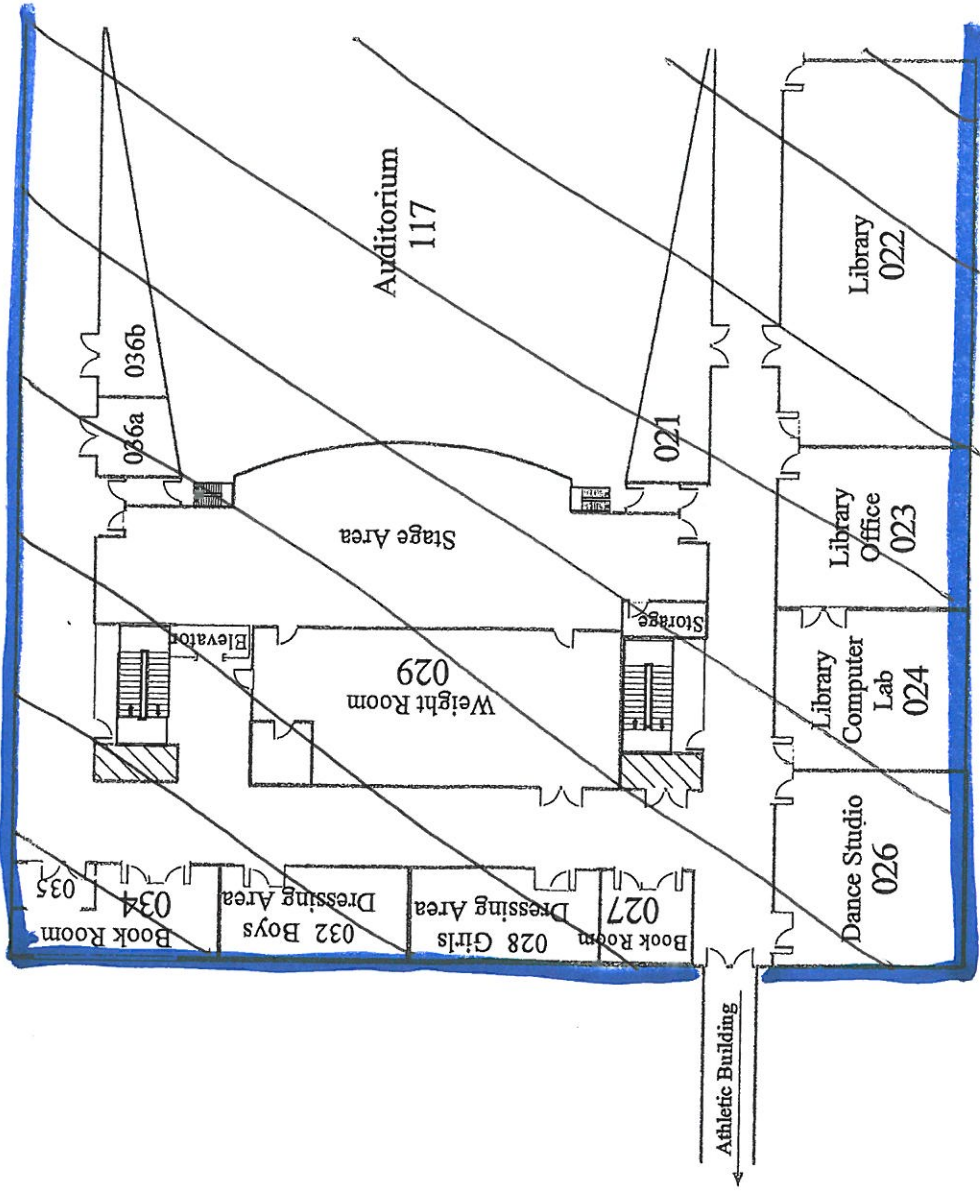 036b
036a
Auditorium
117
021
Library
022
Stage Area
Library
Office
023
Storage
Elevator
Weight Room
029
Library
Computer
Lab
024
035
Book Room
034
032 Boys
Dressing Area
028 Girls
Dressing Area
Book Room
027
Dance Studio
026
Athletic Building